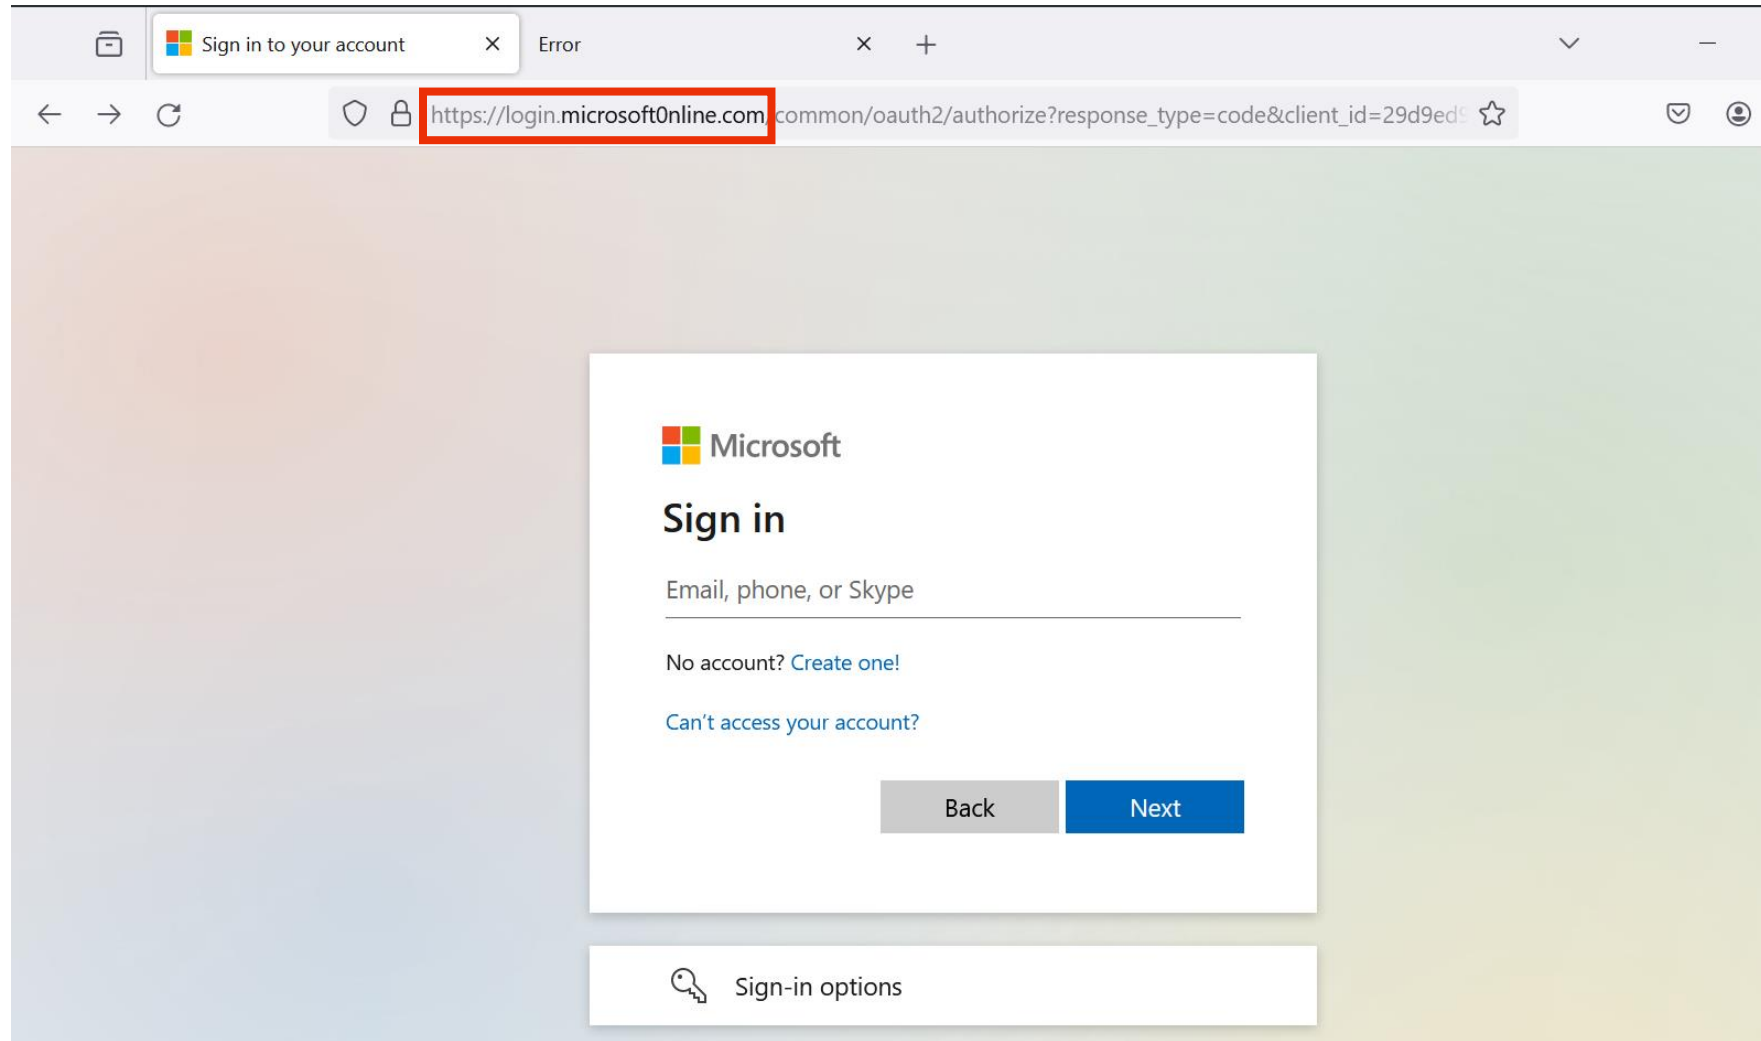 Sign in to your account
Error
https://login.microsoft0nline.com/common/oauth2/authorize?response_type=code&client_id=29d9ed9
Microsoft
Sign in
Email, phone, or Skype
No account? Create one!
Can't access your account?
Back
Next
Sign-in options